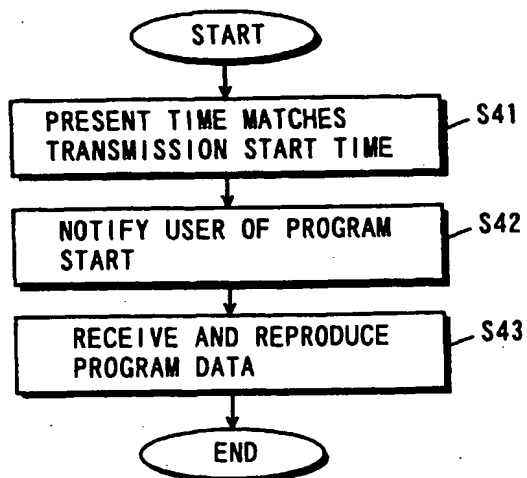 START
PRESENT TIME MATCHES
TRANSMISSION START TIME
S41
NOTIFY USER OF PROGRAM
START
S42
RECEIVE AND REPRODUCE
PROGRAM DATA
S43
END